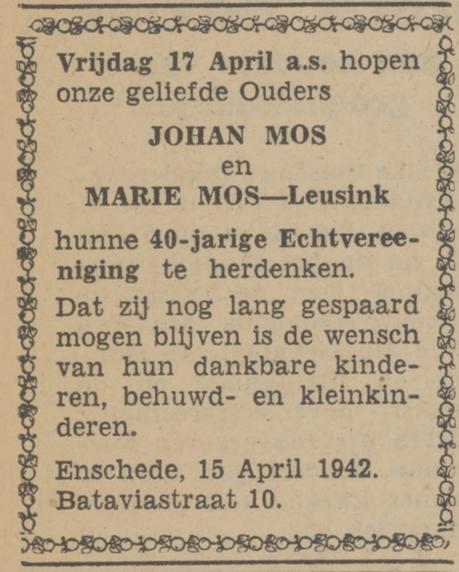 Vrijdag 17 April a.s. hopen
onze geliefde Ouders
JOHAN MOS
en
MARIE MOS—Leusink
hunne 40-jarige Echtveree-
niging te herdenken.
Dat zij nog lang gespaard
mogen blijven is de wensch
van hun dankbare kinde-
ren, behuwd- en kleinkin-
deren.
Enschede, 15 April 1942.
Bataviastraat 10.